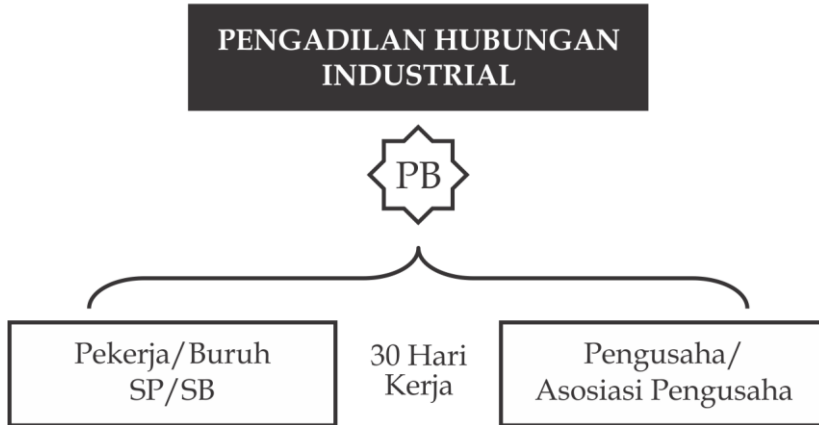 PENGADILAN HUBUNGAN
INDUSTRIAL
PB
Pekerja/Buruh
SP/SB
30 Hari
Kerja
Pengusaha/
Asosiasi Pengusaha